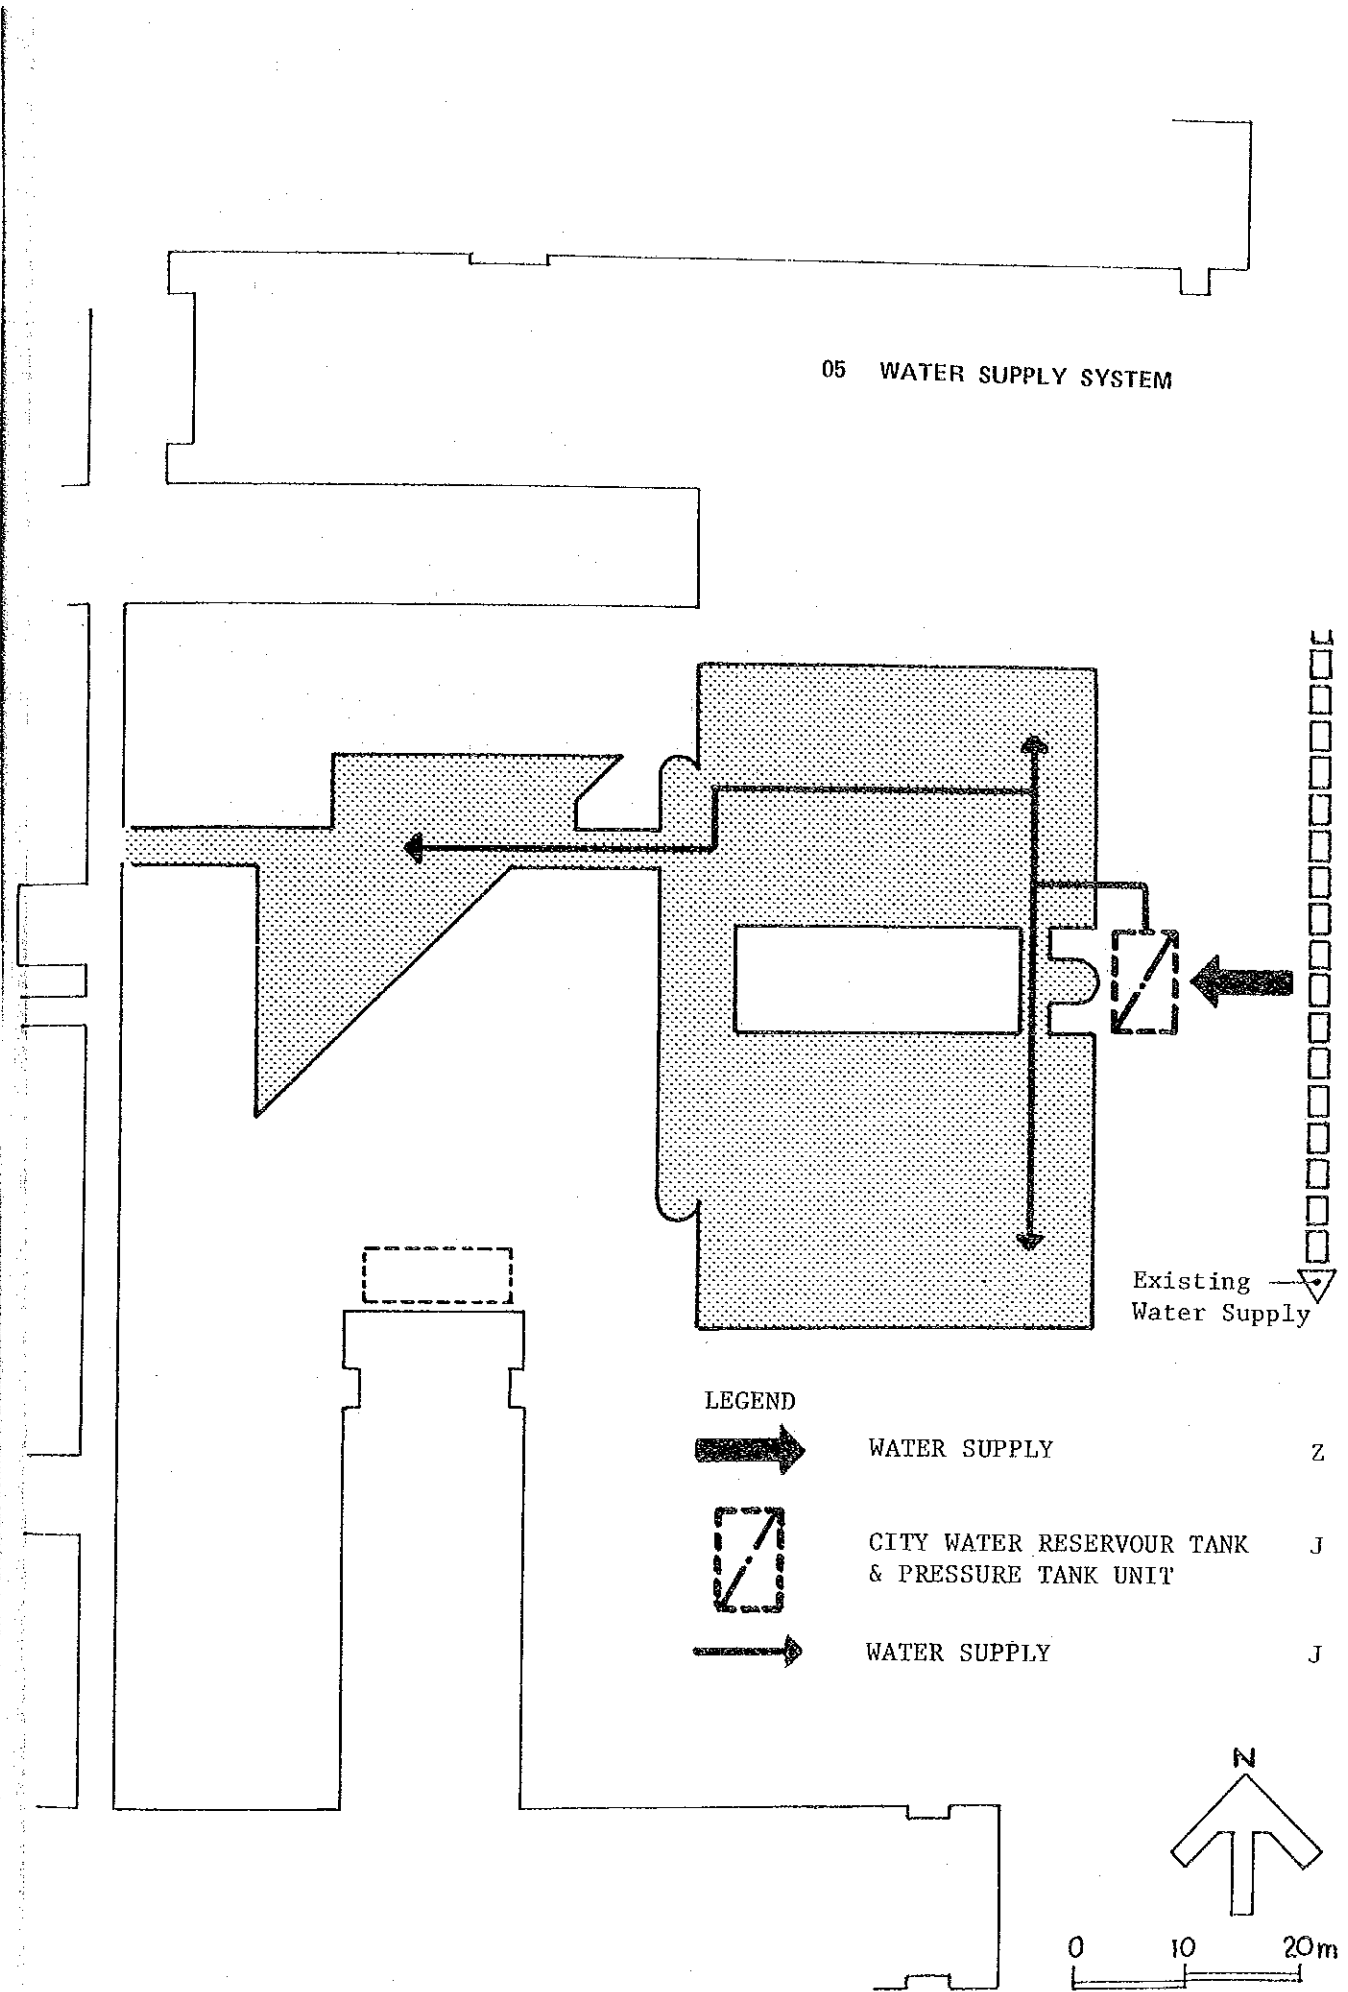 05 WATER SUPPLY SYSTEM
Existing
Water Supply
LEGEND
WATER SUPPLY Z
CITY WATER RESERVOUR TANK J
& PRESSURE TANK UNIT
WATER SUPPLY J
N
0 10 20m